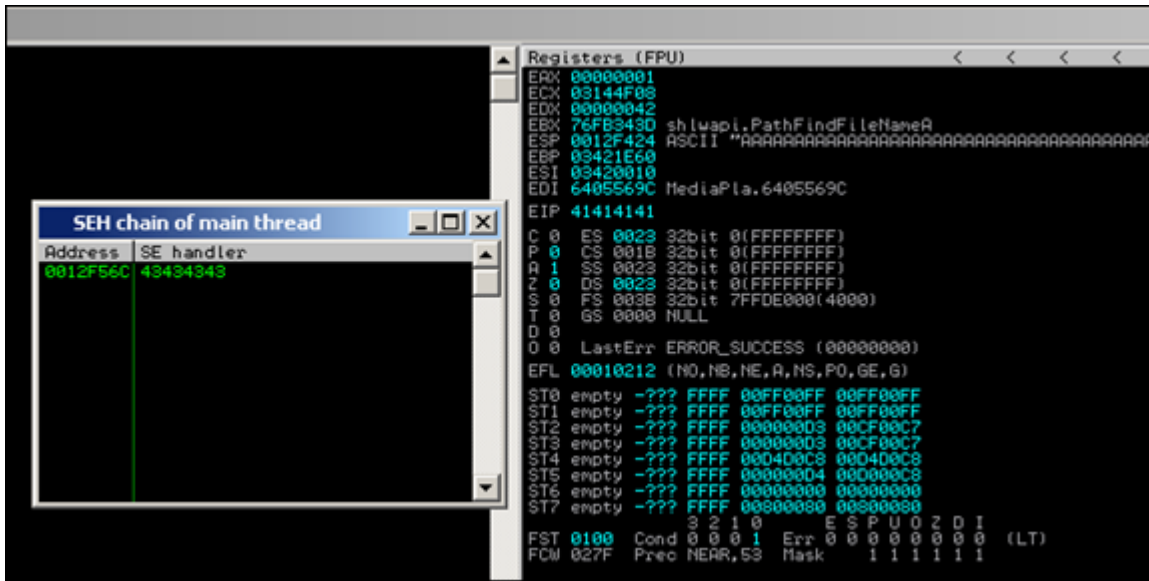 Registers (FPU) < < < <
EAX 00000001
ECX 03144F08
EDX 00000042
EBX 76FB343D shlwapi.PathFindFileNameA
ESP 0012F424 ASCII "AAAAAAAAAAAAAAAAAAAAAAAAAAAAAAAAAAAAAAAA
EBP 03421E60
ESI 03420010
EDI 6405569C MediaPla.6405569C
EIP 41414141
C 0 ES 0023 32bit 0(FFFFFFFF)
P 0 CS 001B 32bit 0(FFFFFFFF)
A 1 SS 0023 32bit 0(FFFFFFFF)
Z 0 DS 0023 32bit 0(FFFFFFFF)
S 0 FS 003B 32bit 7FFDE000(4000)
T 0 GS 0000 NULL
D 0
O 0 LastErr ERROR_SUCCESS (00000000)
EFL 00010212 (NO,NB,NE,A,NS,PO,GE,G)
ST0 empty -??? FFFF 00FF00FF 00FF00FF
ST1 empty -??? FFFF 00FF00FF 00FF00FF
ST2 empty -??? FFFF 000000D3 00CF00C7
ST3 empty -??? FFFF 000000D3 00CF00C7
ST4 empty -??? FFFF 00D4D0C8 00D4D0C8
ST5 empty -??? FFFF 000000D4 00D000C8
ST6 empty -??? FFFF 00000000 00000000
ST7 empty -??? FFFF 00800080 00800080
3 2 1 0 E S P U O Z D I
FST 0100 Cond 0 0 0 1 Err 0 0 0 0 0 0 0 0 (LT)
FCW 027F Prec NEAR,53 Mask 1 1 1 1 1 1
SEH chain of main thread
Address SE handler
0012F56C 43434343